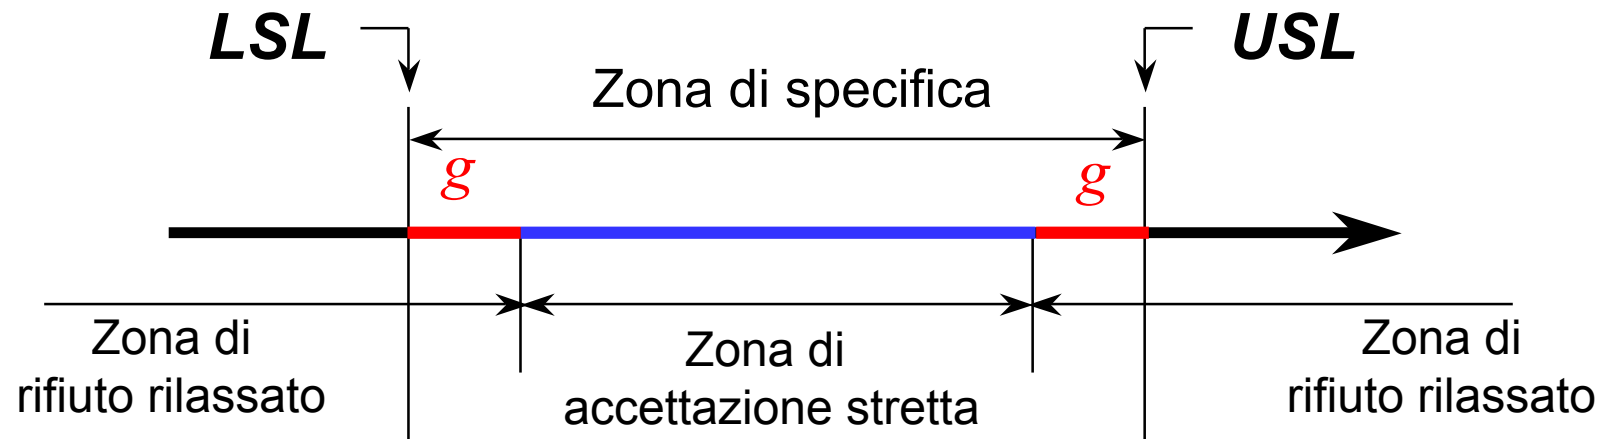 LSL
USL
Zona di specifica
g
g
Zona di
rifiuto rilassato
Zona di
accettazione stretta
Zona di
rifiuto rilassato